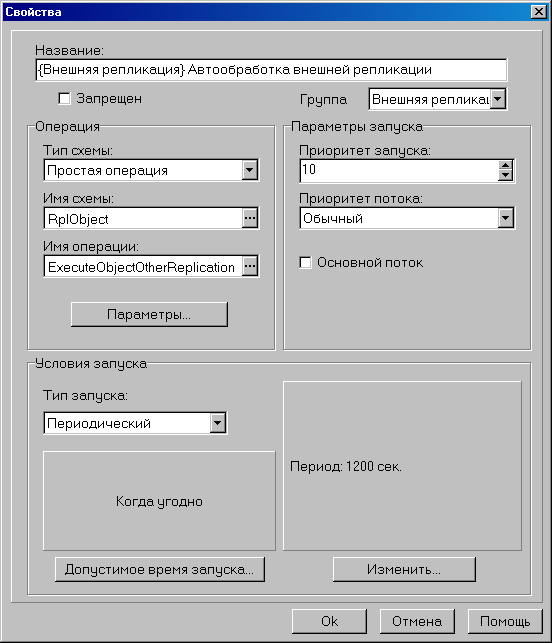 Свойства
Название:
{Внешняя репликация} Автообработка внешней репликации
Запрещен
Группа
Внешняя реплика
Операция
Тип схемы:
Простая операция
Имя схемы:
RplObject
...
Имя операции:
ExecuteObjectOtherReplication
...
Параметры...
Параметры запуска
Приоритет запуска:
10
Приоритет потока:
Обычный
Основной поток
Условия запуска
Тип запуска:
Периодический
Когда угодно
Допустимое время запуска...
Период: 1200 сек.
Изменить...
Ok
Отмена
Помощь